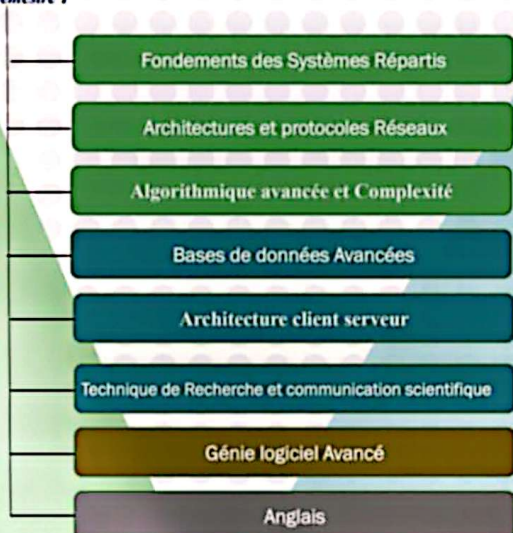 Fondements des Systèmes Répartis
Architectures et protocoles Réseaux
Algorithmique avancée et Complexité
Bases de données Avancées
Architecture client serveur
Technique de Recherche et communication scientifique
Génie logiciel Avancé
Anglais